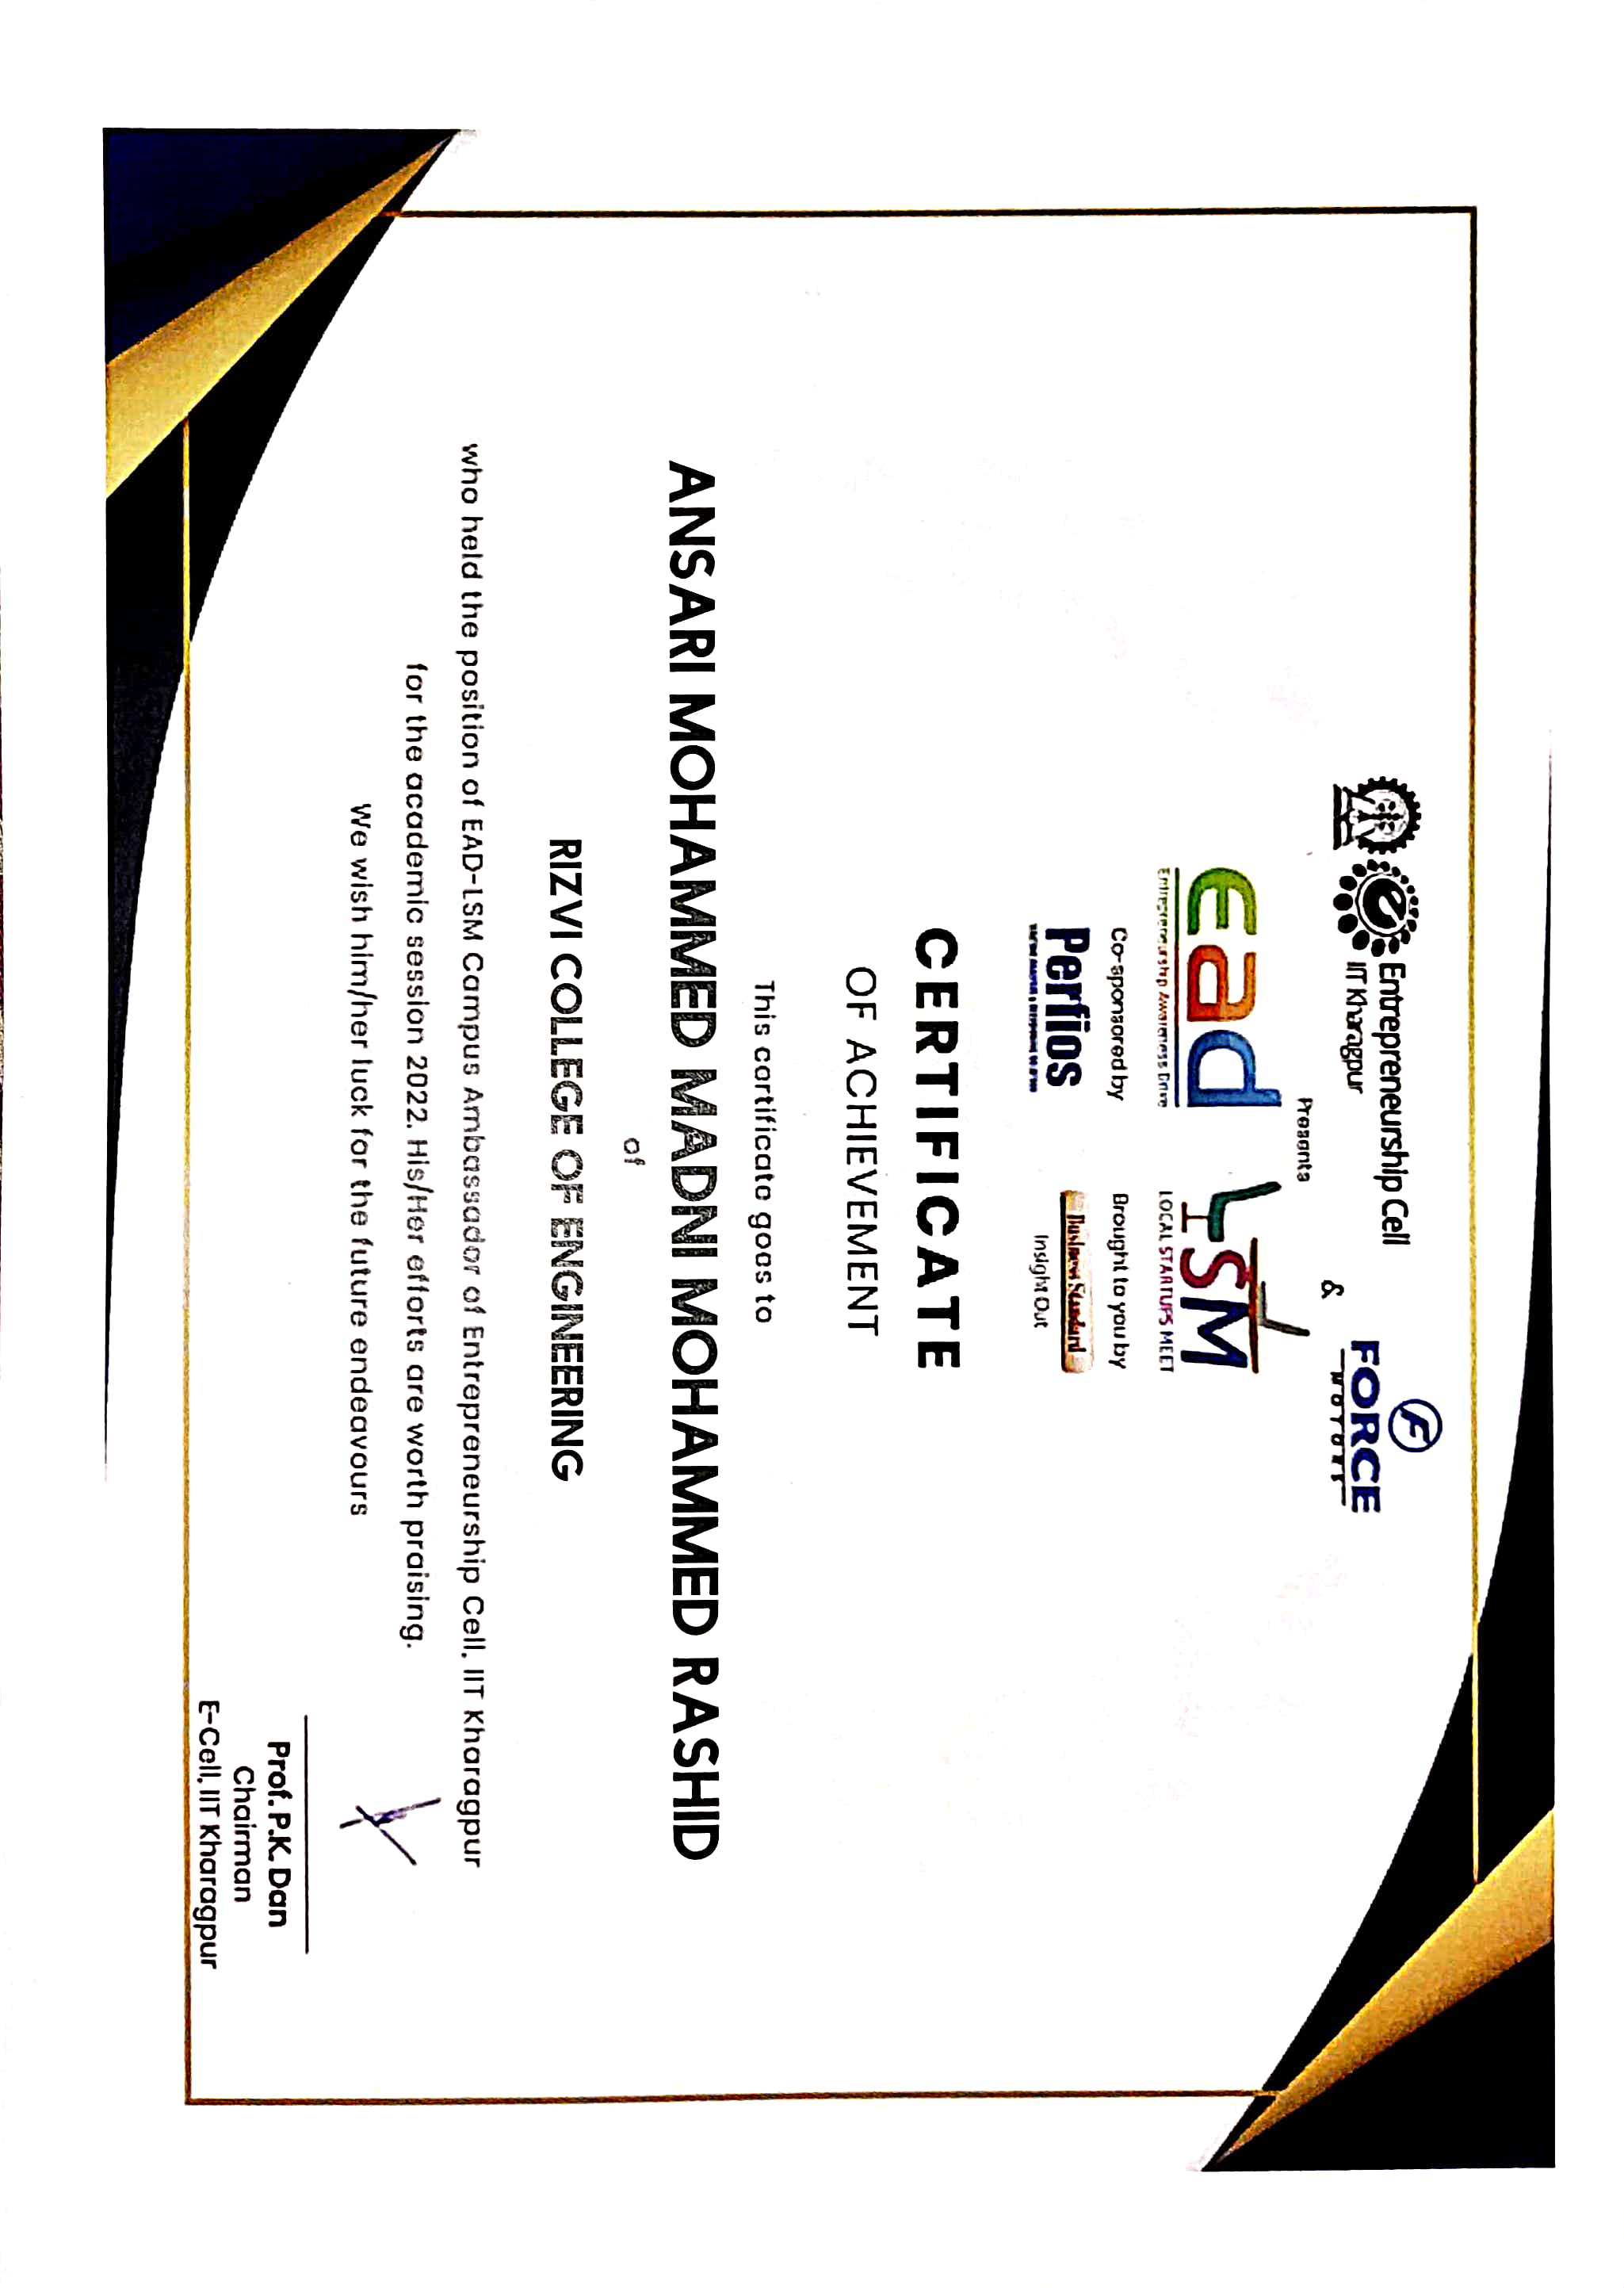 Entrepreneurship Cell
IIT Kharagpur
&
FORCE
MOTORS
Presents
ead
Entrepreneurship Awareness Drive
LSM
LOCAL STARTUPS MEET
Co-sponsored by
Perfios
Brought to you by
Business Standard
Insight Out
CERTIFICATE
OF ACHIEVEMENT
This certificate goes to
ANSARI MOHAMMED MADNI MOHAMMED RASHID
of
RIZVI COLLEGE OF ENGINEERING
who held the position of EAD-LSM Campus Ambassador of Entrepreneurship Cell, IIT Kharagpur
for the academic session 2022. His/Her efforts are worth praising.
We wish him/her luck for the future endeavours
Prof. P.K. Dan
Chairman
E-Cell, IIT Kharagpur